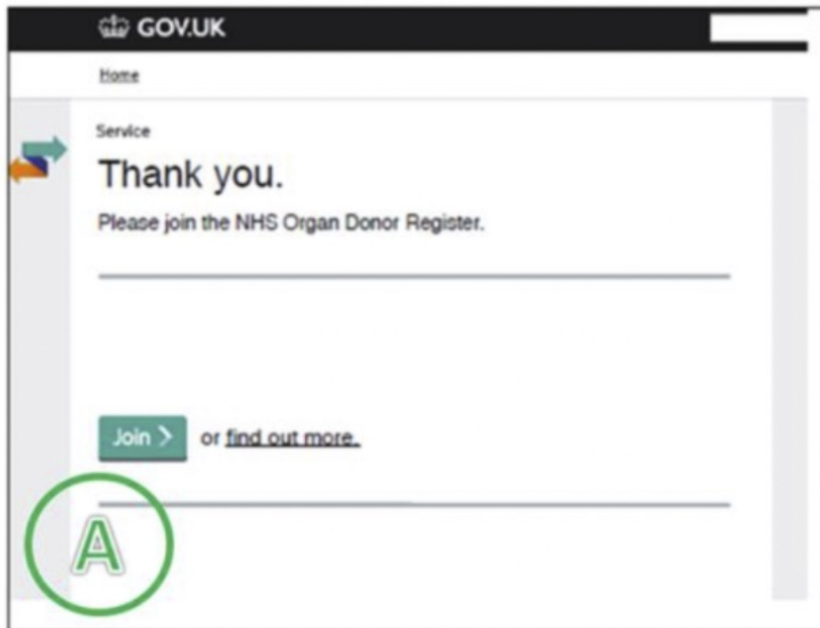 GOV.UK
Home
Service
Thank you.
Please join the NHS Organ Donor Register.
Join > or find out more.
A